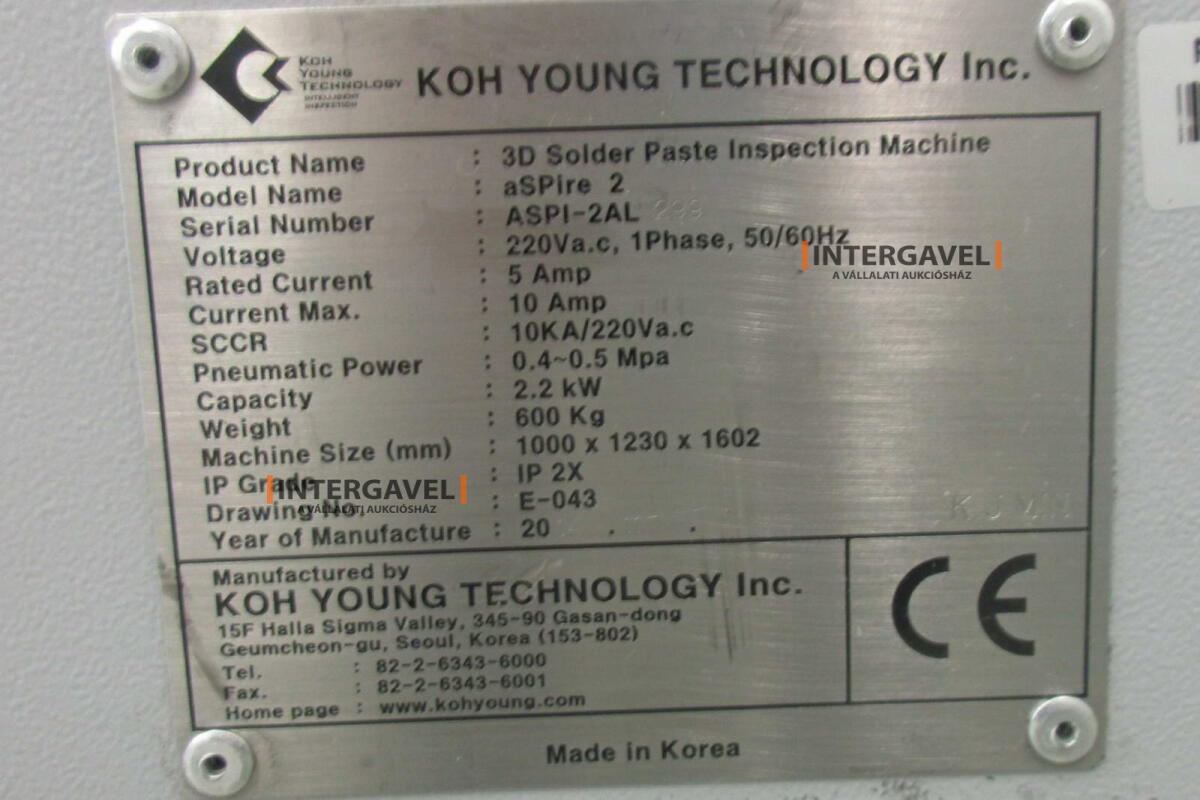 KOH
YOUNG
TECHNOLOGY
INTELLIGENT
INSPECTION
KOH YOUNG TECHNOLOGY Inc.
Product Name : 3D Solder Paste Inspection Machine
Model Name : aSPire 2
Serial Number : ASPI-2AL 299
Voltage : 220Va.c, 1Phase, 50/60Hz
Rated Current : 5 Amp
Current Max. : 10 Amp
SCCR : 10KA/220Va.c
Pneumatic Power : 0.4~0.5 Mpa
Capacity : 2.2 kW
Weight : 600 Kg
Machine Size (mm) : 1000 x 1230 x 1602
IP Grade : IP 2X
Drawing No. : E-043
Year of Manufacture : 20 . .
INTERGAVEL
A VÁLLALATI AUKCIÓSHÁZ
INTERGAVEL
A VÁLLALATI AUKCIÓSHÁZ
Manufactured by
KOH YOUNG TECHNOLOGY Inc.
15F Halla Sigma Valley, 345-90 Gasan-dong
Geumcheon-gu, Seoul, Korea (153-802)
Tel. : 82-2-6343-6000
Fax. : 82-2-6343-6001
Home page : www.kohyoung.com
CE
Made in Korea